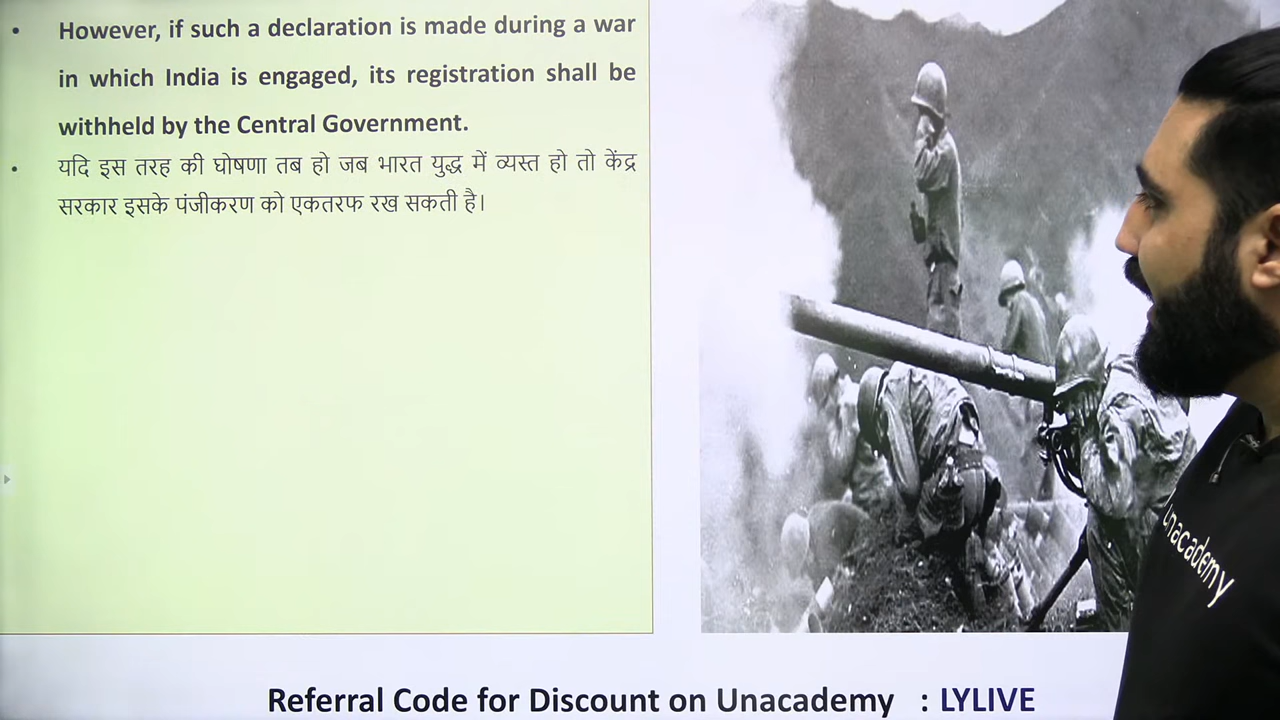 However, if such a declaration is made during a war
in which India is engaged, its registration shall be
withheld by the Central Government.
यदि इस तरह की घोषणा तब हो जब भारत युद्ध में व्यस्त हो तो केंद्र
सरकार इसके पंजीकरण को एकतरफ रख सकती है।
unacademy
Referral Code for Discount on Unacademy : LYLIVE